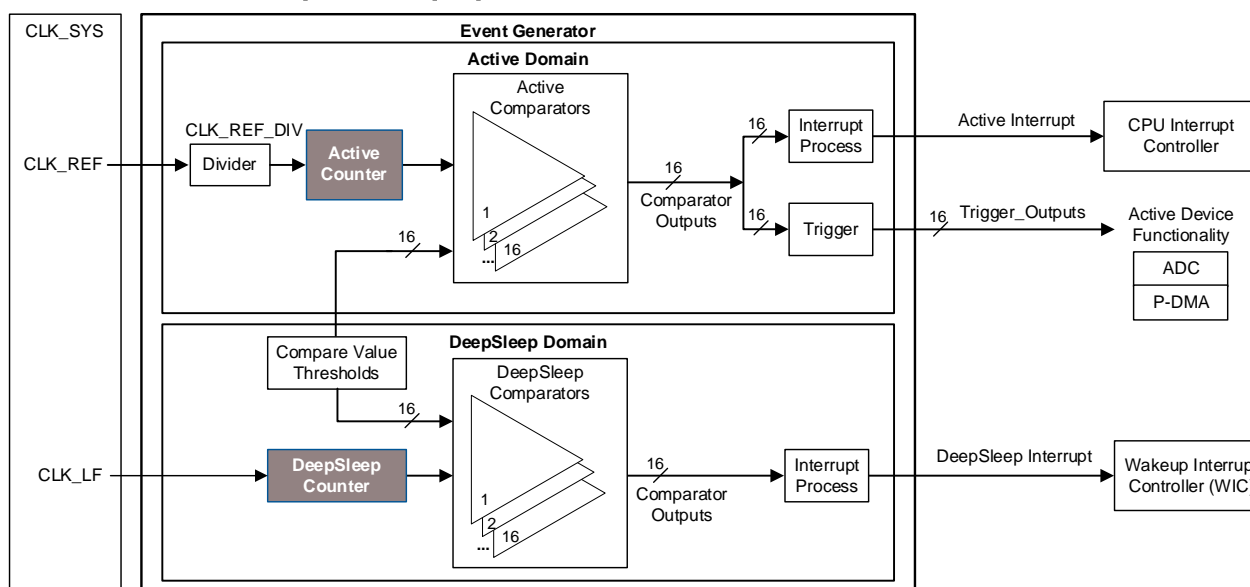 CLK_SYS
Event Generator
Active Domain
Active
Comparators
CLK_REF_DIV
CLK_REF
Divider
Active
Counter
1
2
...
16
16
16
Comparator
Outputs
16
Interrupt
Process
Active Interrupt
CPU Interrupt
Controller
16
Trigger
16
Trigger_Outputs
Active Device
Functionality
ADC
P-DMA
DeepSleep Domain
Compare Value
Thresholds
DeepSleep
Comparators
16
CLK_LF
DeepSleep
Counter
1
2
...
16
16
Comparator
Outputs
Interrupt
Process
DeepSleep Interrupt
Wakeup Interrup
Controller (WIC)